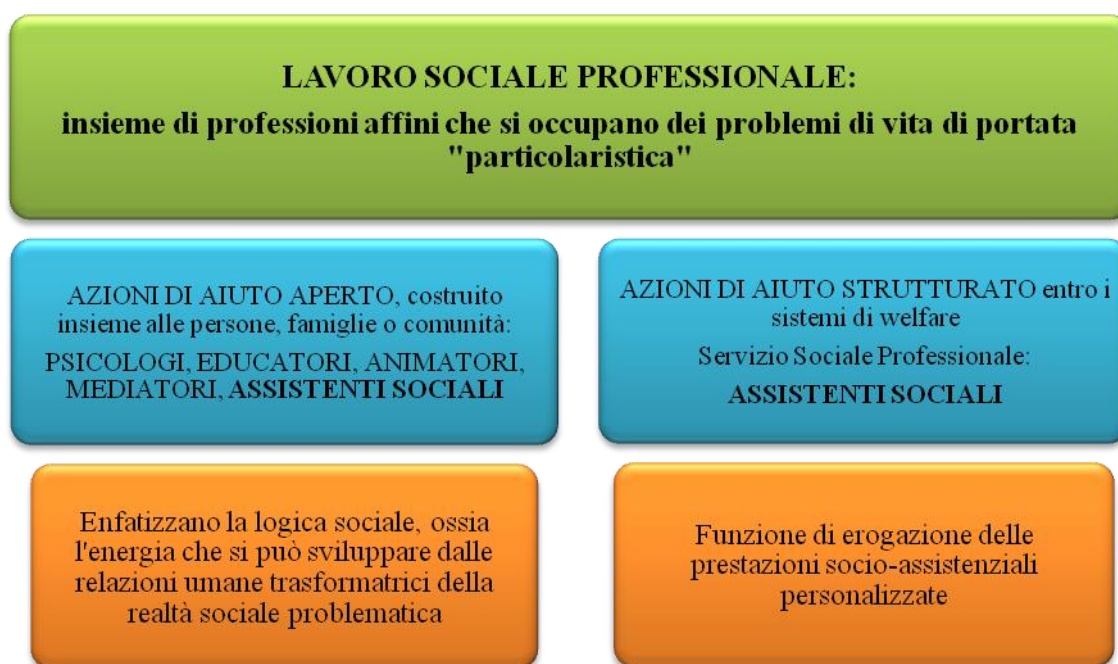 LAVORO SOCIALE PROFESSIONALE:
insieme di professioni affini che si occupano dei problemi di vita di portata
"particolaristica"
AZIONI DI AIUTO APERTO, costruito
insieme alle persone, famiglie o comunità:
PSICOLOGI, EDUCATORI, ANIMATORI,
MEDIATORI, ASSISTENTI SOCIALI
AZIONI DI AIUTO STRUTTURATO entro i
sistemi di welfare
Servizio Sociale Professionale:
ASSISTENTI SOCIALI
Enfatizzano la logica sociale, ossia
l'energia che si può sviluppare dalle
relazioni umane trasformatrici della
realtà sociale problematica
Funzione di erogazione delle
prestazioni socio-assistenziali
personalizzate